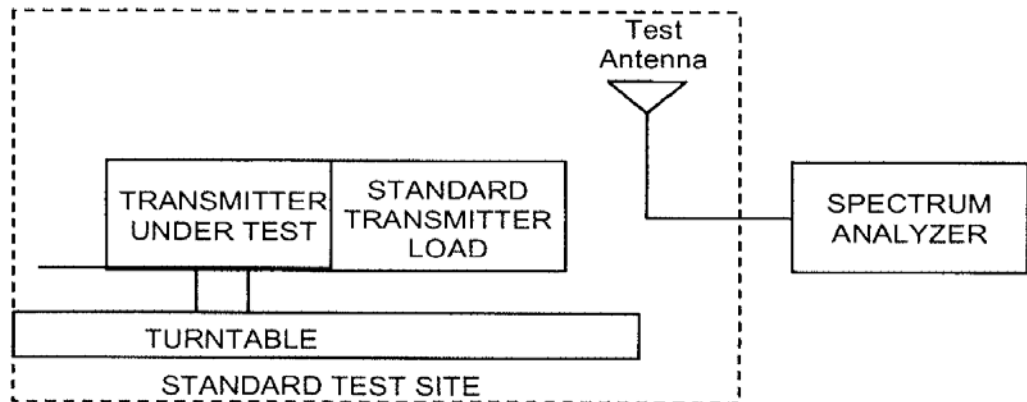 Test
Antenna
TRANSMITTER
UNDER TEST
STANDARD
TRANSMITTER
LOAD
SPECTRUM
ANALYZER
TURNTABLE
STANDARD TEST SITE